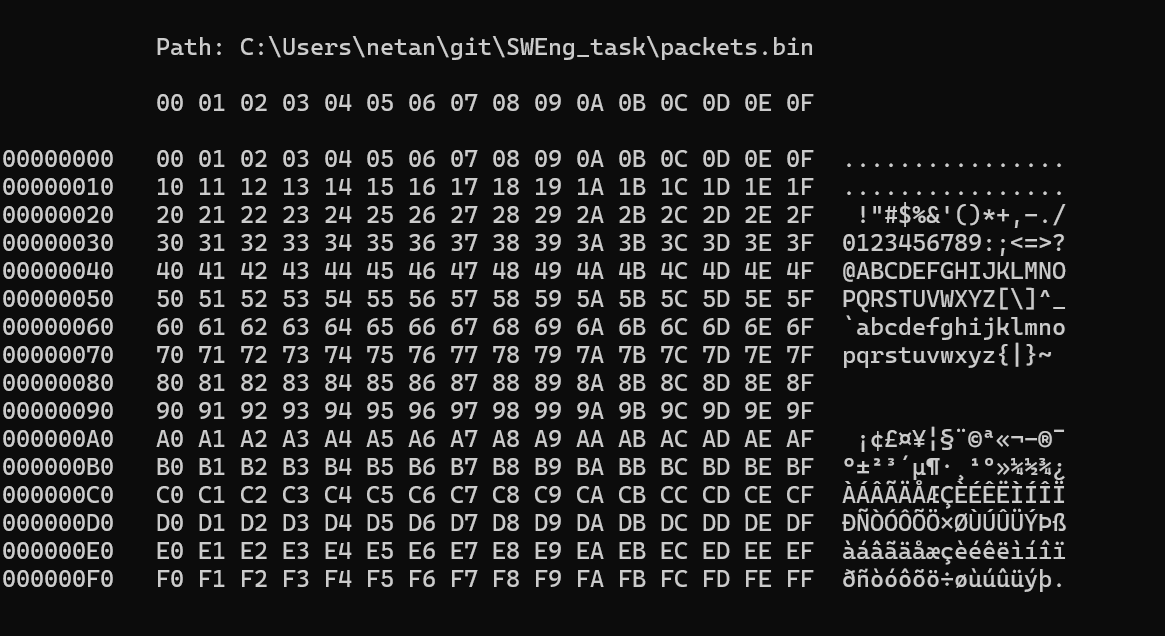 Path: C:\Users\netan\git\SWEng_task\packets.bin
00 01 02 03 04 05 06 07 08 09 0A 0B 0C 0D 0E 0F
00000000 00 01 02 03 04 05 06 07 08 09 0A 0B 0C 0D 0E 0F ................
00000010 10 11 12 13 14 15 16 17 18 19 1A 1B 1C 1D 1E 1F ................
00000020 20 21 22 23 24 25 26 27 28 29 2A 2B 2C 2D 2E 2F  !"#$%&'()*+,-./
00000030 30 31 32 33 34 35 36 37 38 39 3A 3B 3C 3D 3E 3F 0123456789:;<=>?
00000040 40 41 42 43 44 45 46 47 48 49 4A 4B 4C 4D 4E 4F @ABCDEFGHIJKLMNO
00000050 50 51 52 53 54 55 56 57 58 59 5A 5B 5C 5D 5E 5F PQRSTUVWXYZ[\]^_
00000060 60 61 62 63 64 65 66 67 68 69 6A 6B 6C 6D 6E 6F `abcdefghijklmno
00000070 70 71 72 73 74 75 76 77 78 79 7A 7B 7C 7D 7E 7F pqrstuvwxyz{|}~
00000080 80 81 82 83 84 85 86 87 88 89 8A 8B 8C 8D 8E 8F
00000090 90 91 92 93 94 95 96 97 98 99 9A 9B 9C 9D 9E 9F
000000A0 A0 A1 A2 A3 A4 A5 A6 A7 A8 A9 AA AB AC AD AE AF  ¡¢£¤¥¦§¨©ª«¬-®¯
000000B0 B0 B1 B2 B3 B4 B5 B6 B7 B8 B9 BA BB BC BD BE BF °±²³´µ¶·¸¹º»¼½¾¿
000000C0 C0 C1 C2 C3 C4 C5 C6 C7 C8 C9 CA CB CC CD CE CF ÀÁÂÃÄÅÆÇÈÉÊËÌÍÎÏ
000000D0 D0 D1 D2 D3 D4 D5 D6 D7 D8 D9 DA DB DC DD DE DF ÐÑÒÓÔÕÖ×ØÙÚÛÜÝÞß
000000E0 E0 E1 E2 E3 E4 E5 E6 E7 E8 E9 EA EB EC ED EE EF àáâãäåæçèéêëìíîï
000000F0 F0 F1 F2 F3 F4 F5 F6 F7 F8 F9 FA FB FC FD FE FF ðñòóôõö÷øùúûüýþ.